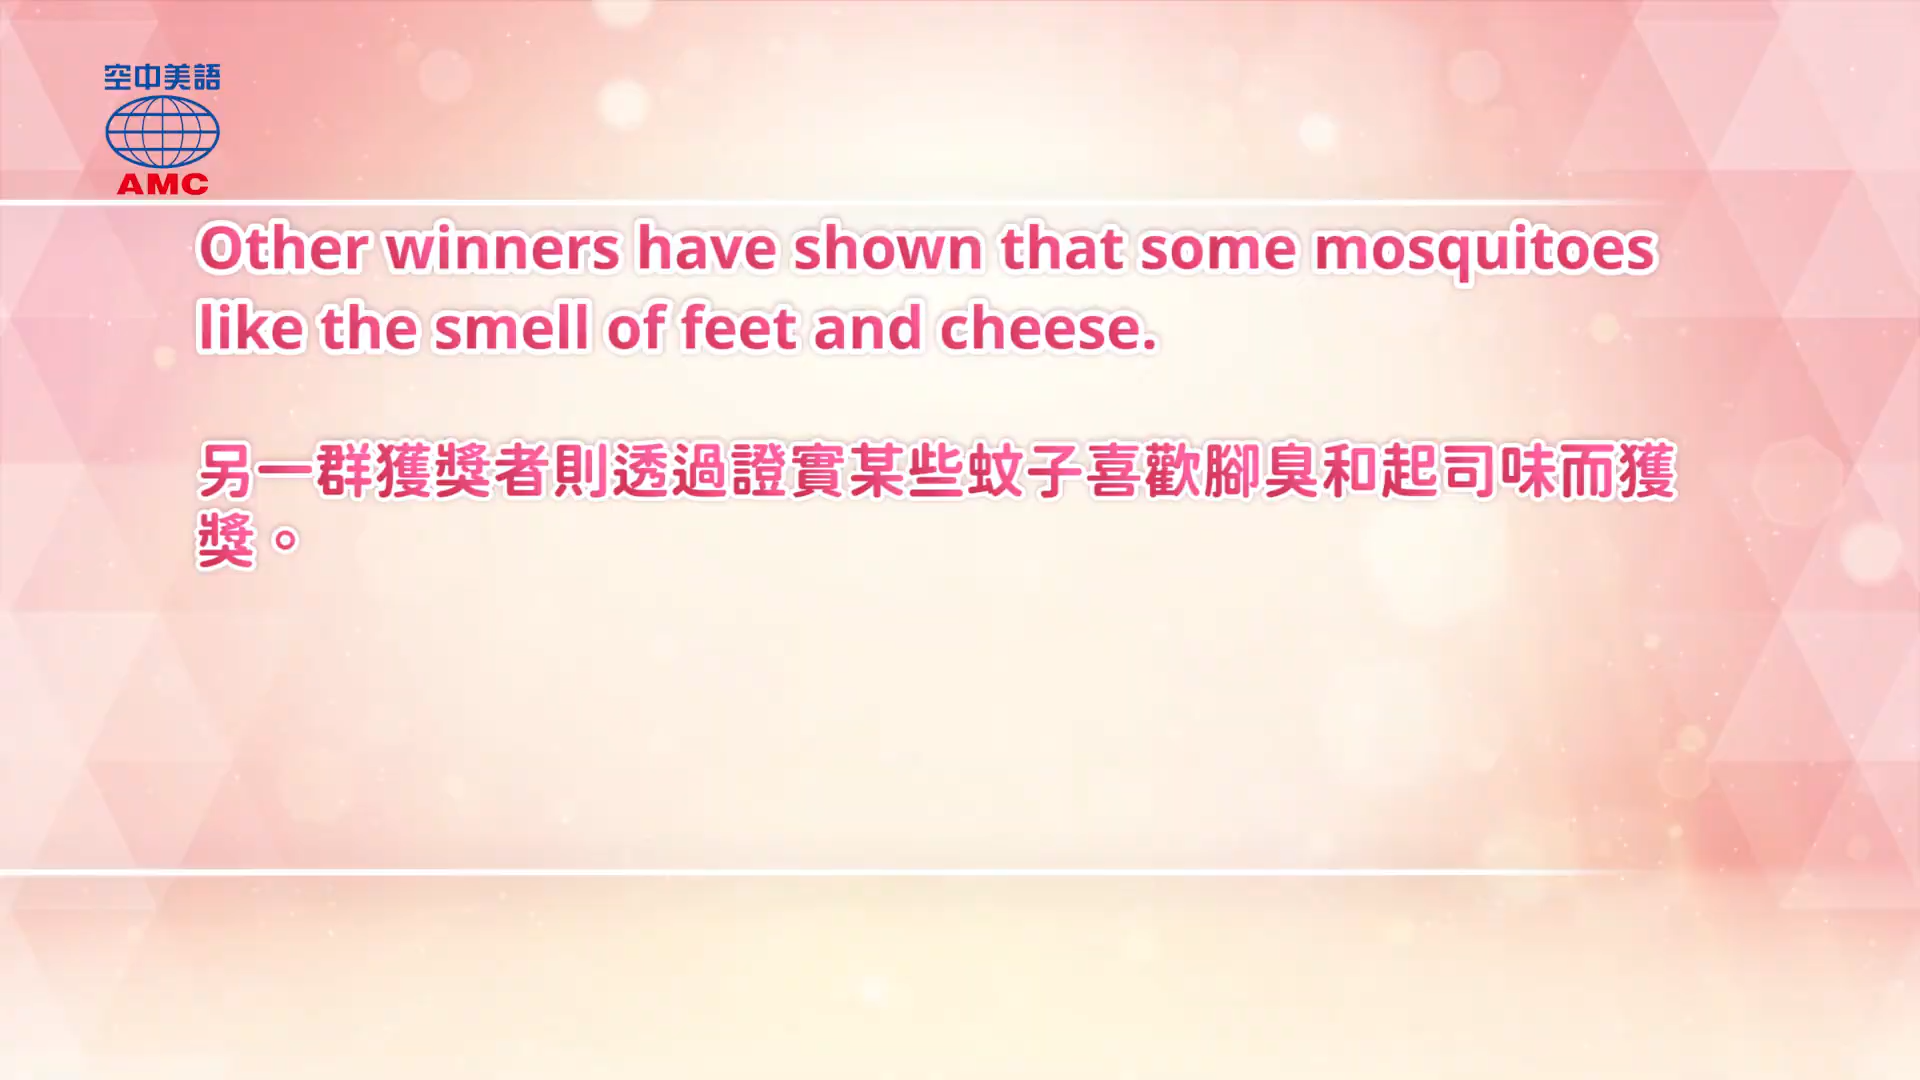 空中美語
AMC
Other winners have shown that some mosquitoes
like the smell of feet and cheese.
另一群獲獎者則透過證實某些蚊子喜歡腳臭和起司味而獲
獎。